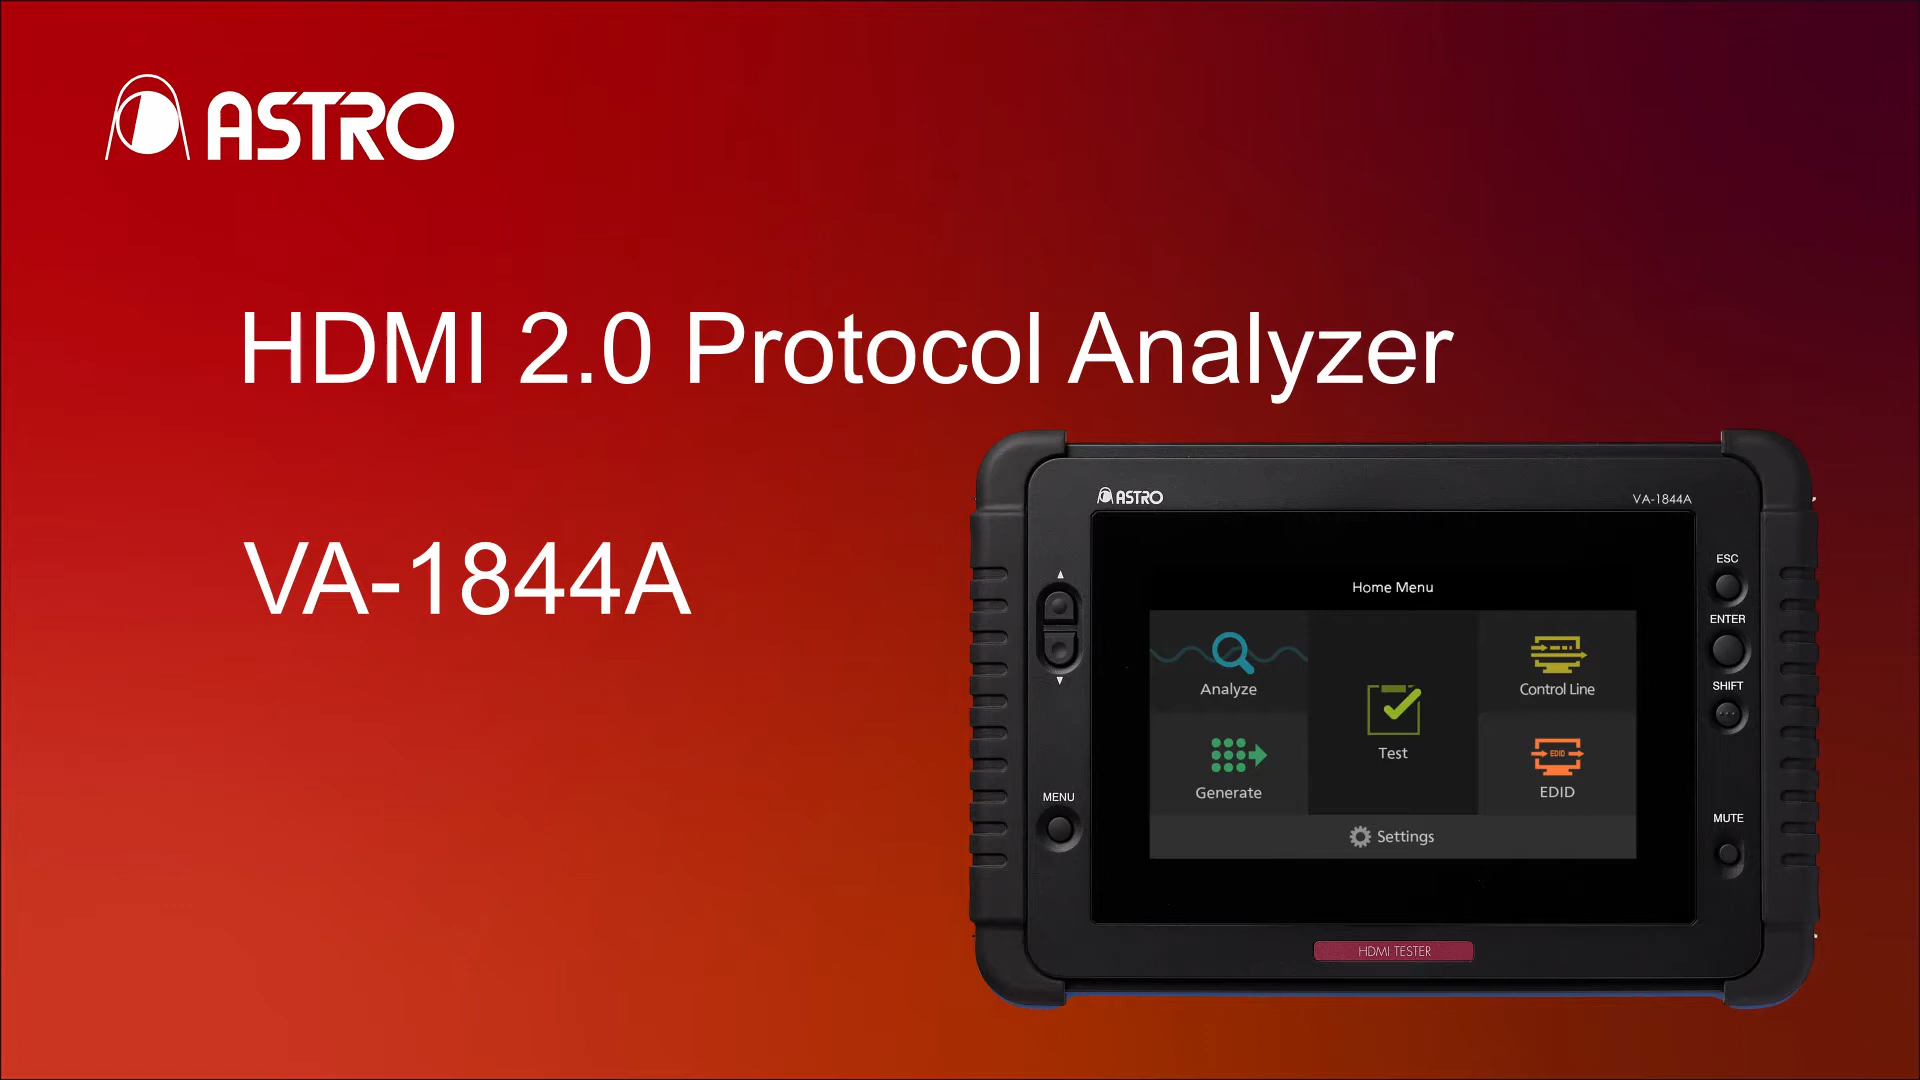 ASTRO
HDMI 2.0 Protocol Analyzer
VA-1844A
ASTRO
VA-1844A
ESC
ENTER
SHIFT
MENU
MUTE
Home Menu
Analyze
Control Line
Test
Generate
EDID
EDID
Settings
HDMI TESTER